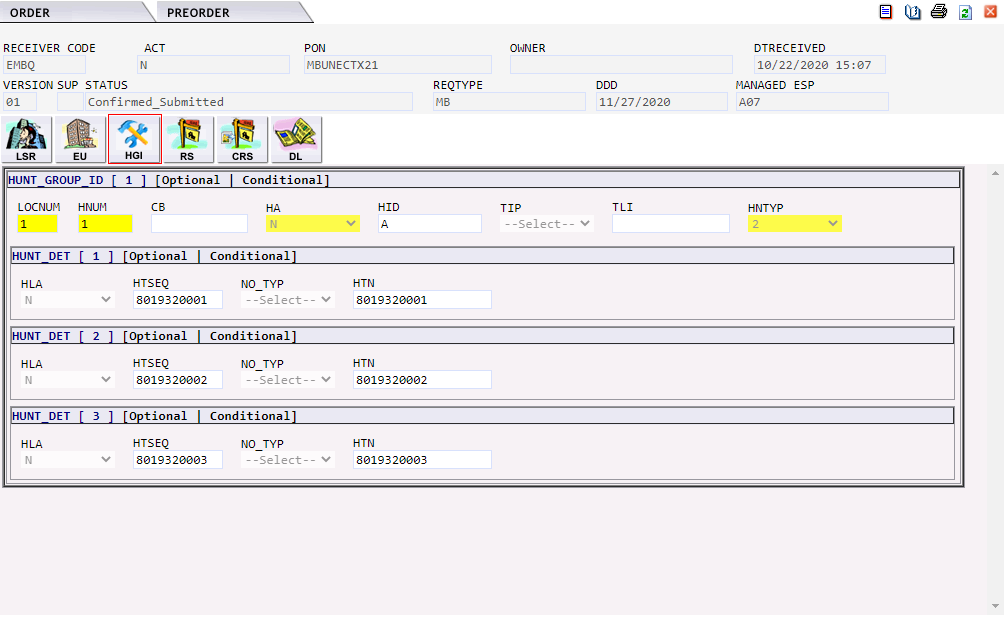 ORDER PREORDER
RECEIVER CODE ACT PON OWNER DTRECEIVED
EMBQ N MBUNECTX21 10/22/2020 15:07
VERSION SUP STATUS REQTYPE DDD MANAGED ESP
01 Confirmed_Submitted MB 11/27/2020 A07
LSR EU HGI RS CRS DL
HUNT_GROUP_ID [ 1 ] [Optional | Conditional]
LOCNUM HNUM CB HA HID TIP TLI HNTYP
1 1 N A --Select-- 2
HUNT_DET [ 1 ] [Optional | Conditional]
HLA HTSEQ NO_TYP HTN
N 8019320001 --Select-- 8019320001
HUNT_DET [ 2 ] [Optional | Conditional]
HLA HTSEQ NO_TYP HTN
N 8019320002 --Select-- 8019320002
HUNT_DET [ 3 ] [Optional | Conditional]
HLA HTSEQ NO_TYP HTN
N 8019320003 --Select-- 8019320003